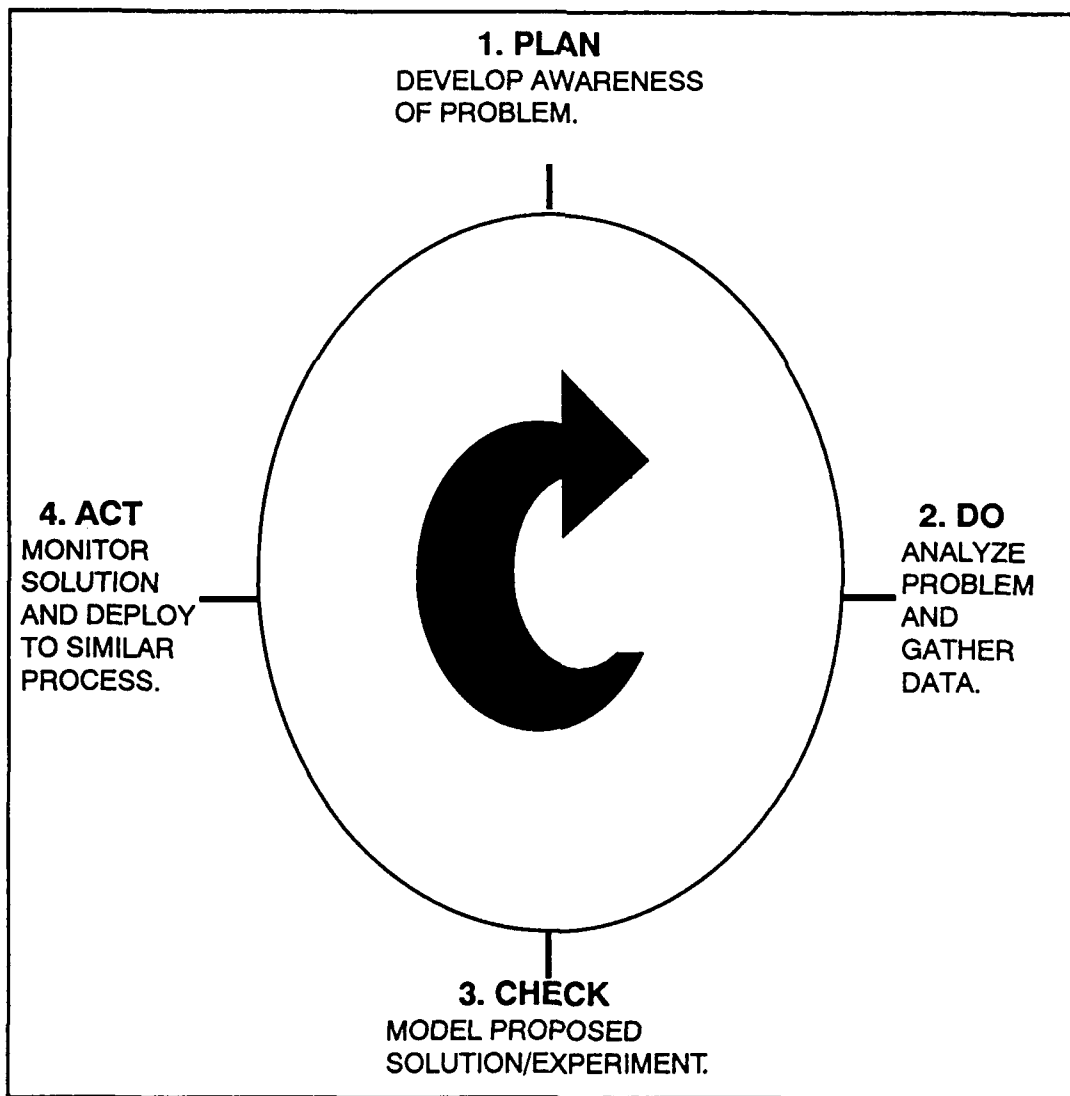 1. PLAN
DEVELOP AWARENESS
OF PROBLEM.
2. DO
ANALYZE
PROBLEM
AND
GATHER
DATA.
3. CHECK
MODEL PROPOSED
SOLUTION/EXPERIMENT.
4. ACT
MONITOR
SOLUTION
AND DEPLOY
TO SIMILAR
PROCESS.